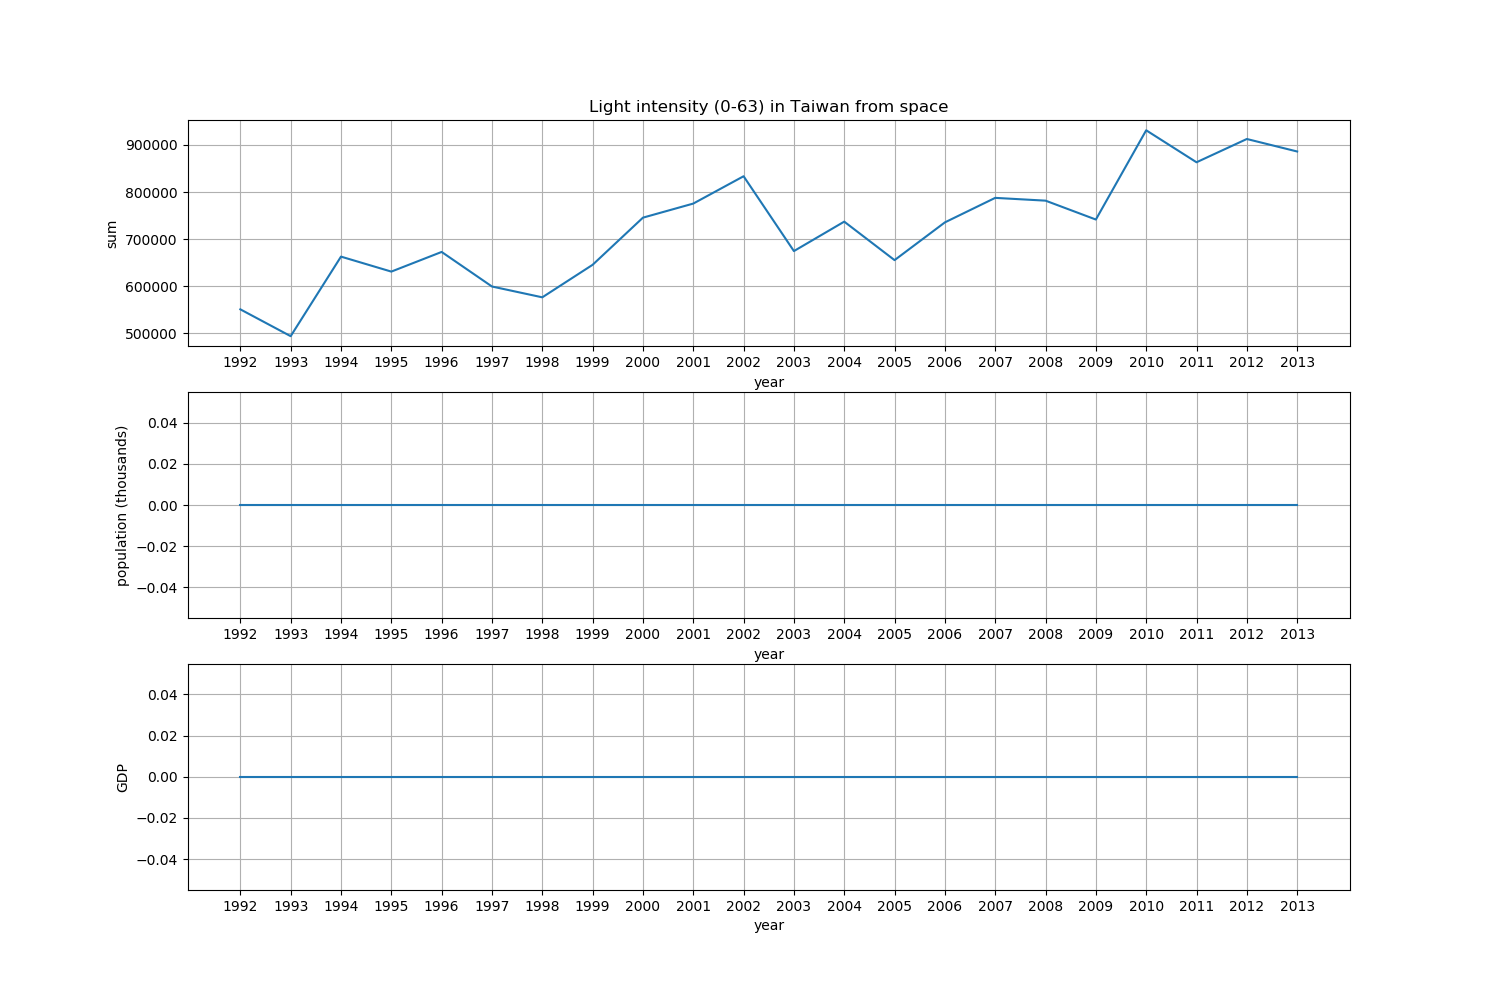 Light intensity (0-63) in Taiwan from space
900000
800000
700000
600000
500000
sum
1992 1993 1994 1995 1996 1997 1998 1999 2000 2001 2002 2003 2004 2005 2006 2007 2008 2009 2010 2011 2012 2013
year
0.04
0.02
0.00
−0.02
−0.04
population (thousands)
1992 1993 1994 1995 1996 1997 1998 1999 2000 2001 2002 2003 2004 2005 2006 2007 2008 2009 2010 2011 2012 2013
year
0.04
0.02
0.00
−0.02
−0.04
GDP
1992 1993 1994 1995 1996 1997 1998 1999 2000 2001 2002 2003 2004 2005 2006 2007 2008 2009 2010 2011 2012 2013
year